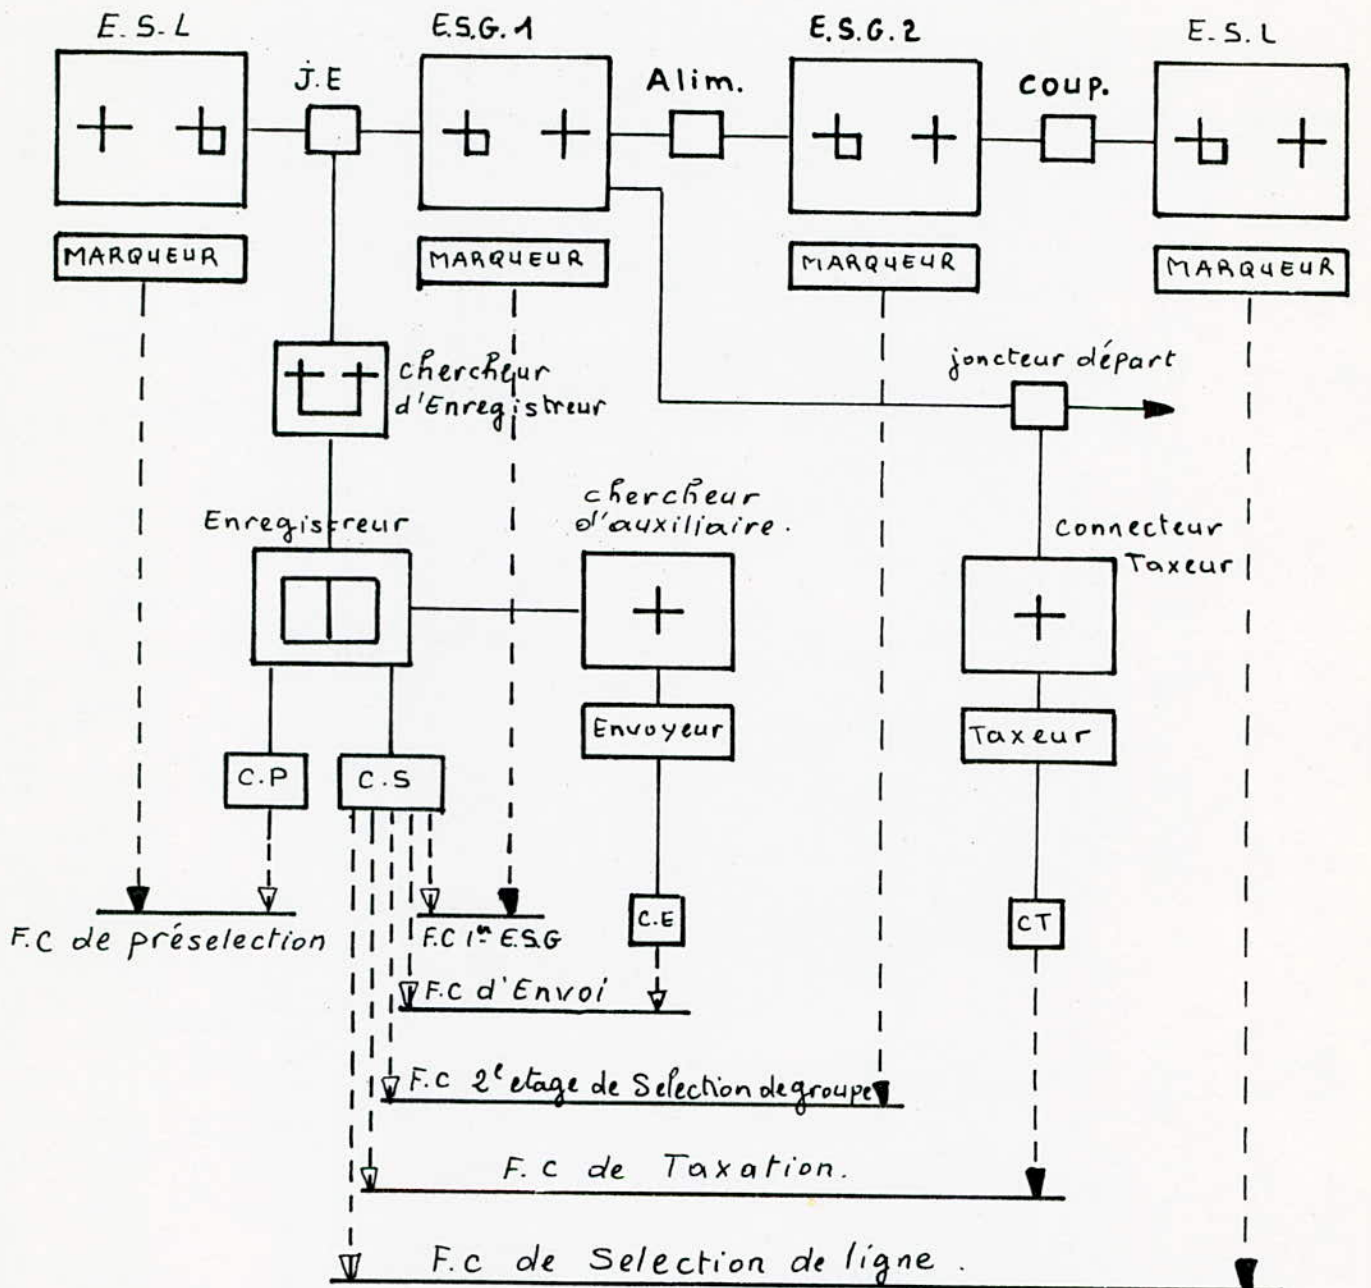 E.S.L
E.S.G.1
E.S.G.2
E.S.L
j.E
Alim.
coup.
MARQUEUR
MARQUEUR
MARQUEUR
MARQUEUR
joncteur départ
chercheur
d'Enregistreur
Enregistreur
chercheur
d'auxiliaire.
Connecteur
Taxeur
Envoyeur
Taxeur
C.P
C.S
C.E
CT
F.C de préselection
F.C 1er E.S.G
F.C d'Envoi
F.C 2e etage de Selection de groupe
F.C de Taxation.
F.C de Selection de ligne.